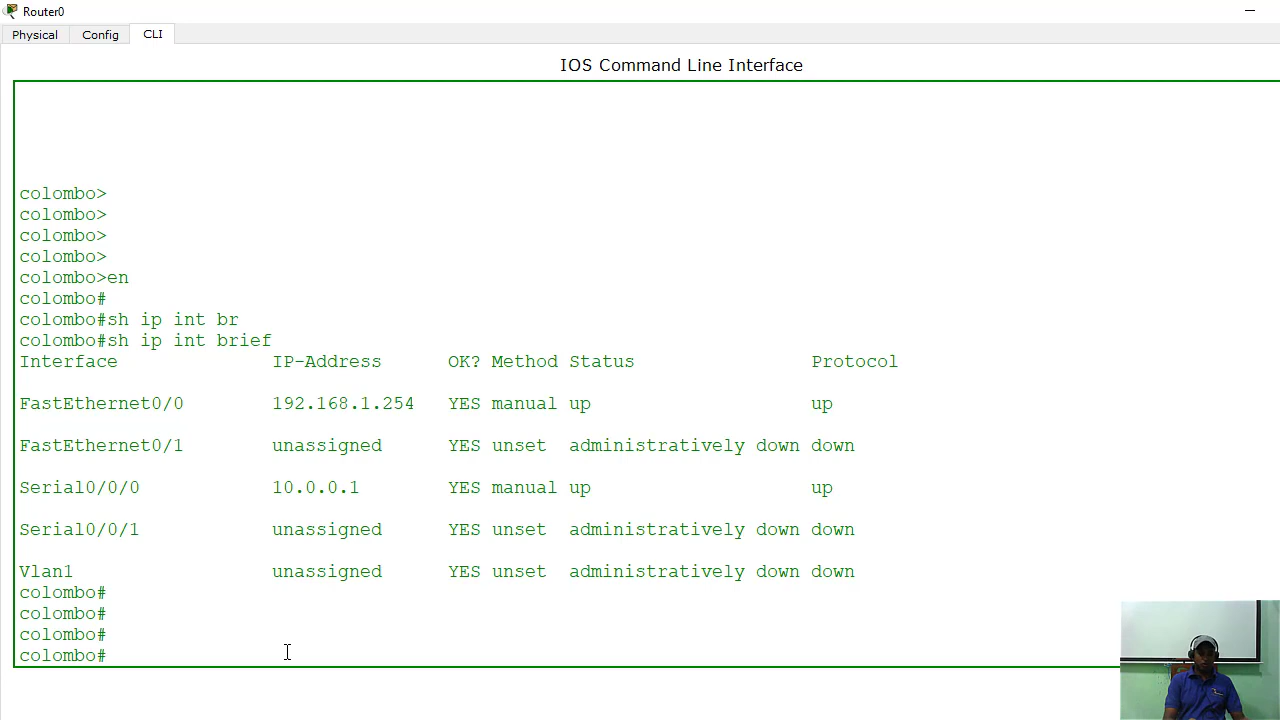 Router0
Physical Config CLI
IOS Command Line Interface
colombo>
colombo>
colombo>
colombo>
colombo>en
colombo#
colombo#sh ip int br
colombo#sh ip int brief
Interface IP-Address OK? Method Status Protocol
FastEthernet0/0 192.168.1.254 YES manual up up
FastEthernet0/1 unassigned YES unset administratively down down
Serial0/0/0 10.0.0.1 YES manual up up
Serial0/0/1 unassigned YES unset administratively down down
Vlan1 unassigned YES unset administratively down down
colombo#
colombo#
colombo#
colombo#